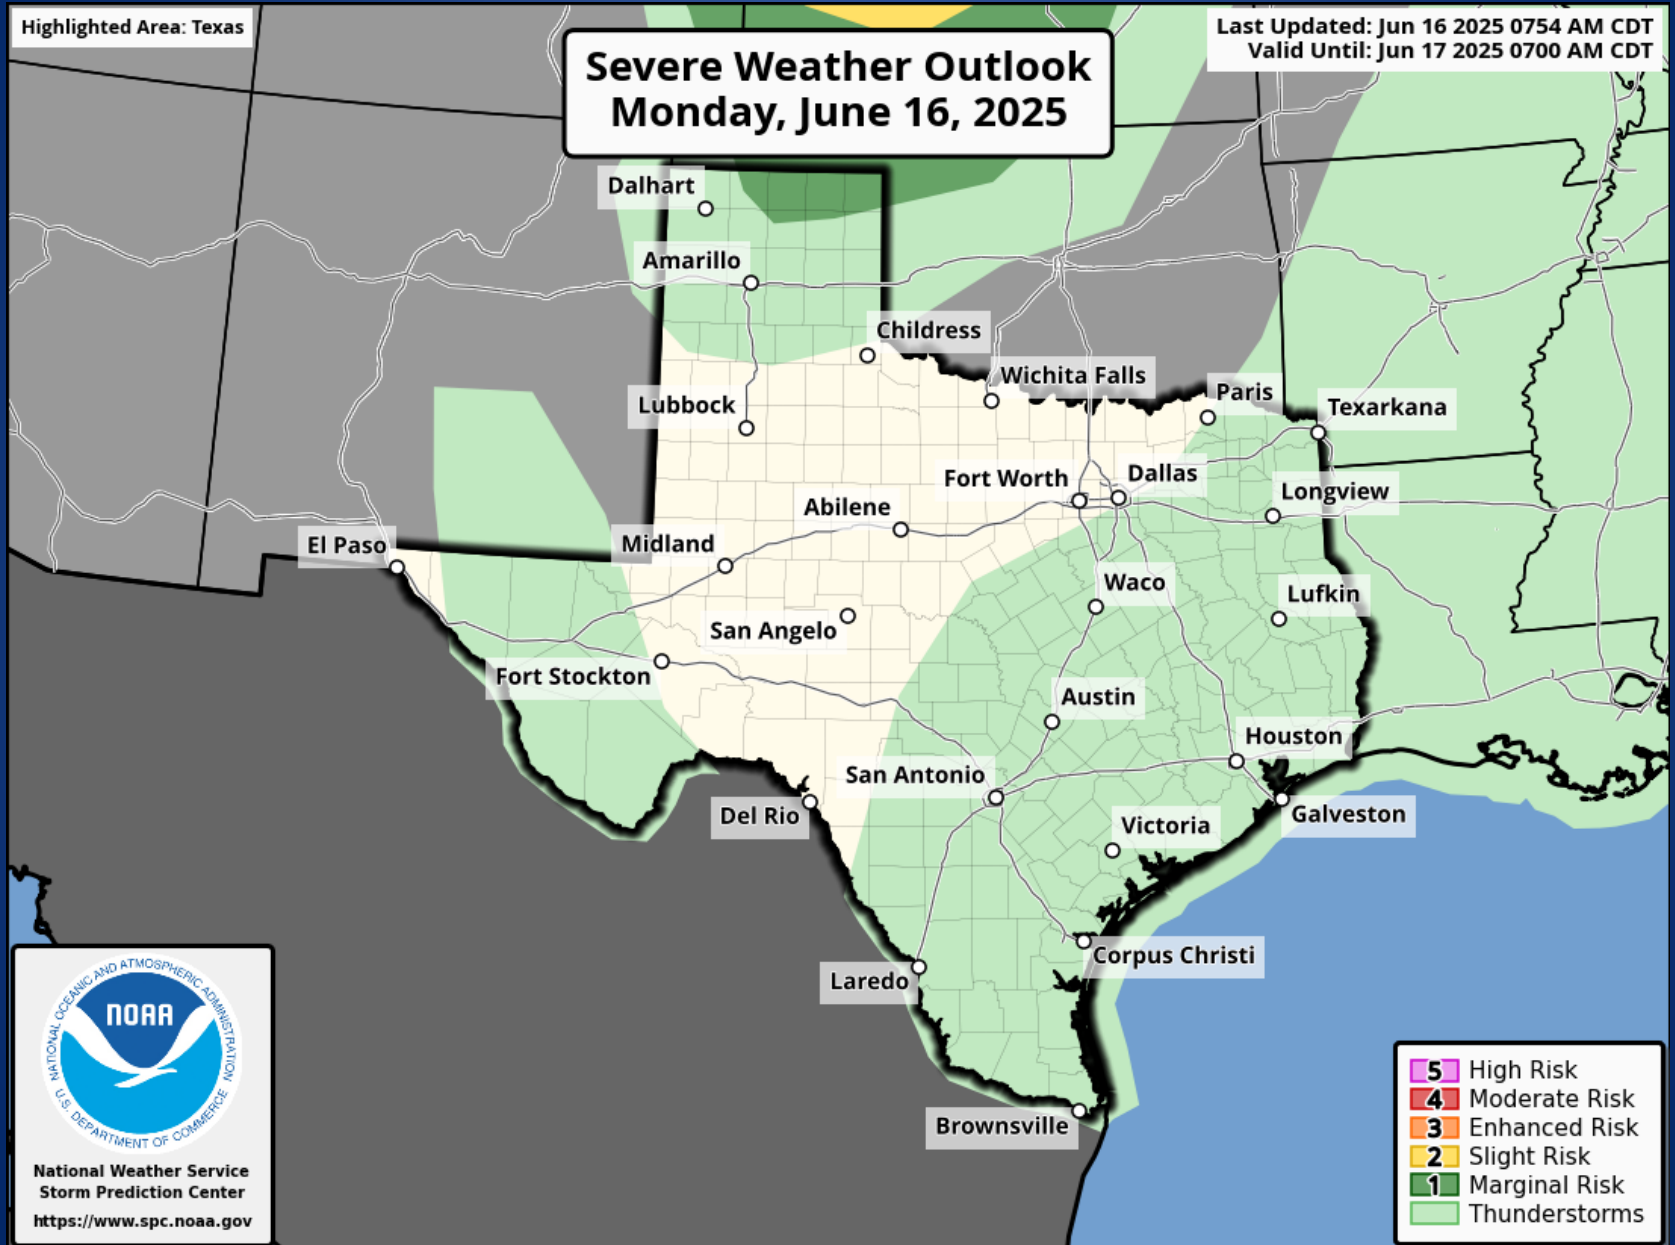 Highlighted Area: Texas
Last Updated: Jun 16 2025 0754 AM CDT
Valid Until: Jun 17 2025 0700 AM CDT
Severe Weather Outlook
Monday, June 16, 2025
Dalhart
Amarillo
Childress
Wichita Falls
Paris
Texarkana
Lubbock
Fort Worth
Dallas
Longview
Abilene
El Paso
Midland
Waco
Lufkin
San Angelo
Fort Stockton
Austin
Houston
San Antonio
Del Rio
Galveston
Victoria
Corpus Christi
Laredo
Brownsville
NATIONAL OCEANIC AND ATMOSPHERIC ADMINISTRATION
NOAA
U.S. DEPARTMENT OF COMMERCE
National Weather Service
Storm Prediction Center
https://www.spc.noaa.gov
5 High Risk
4 Moderate Risk
3 Enhanced Risk
2 Slight Risk
1 Marginal Risk
Thunderstorms